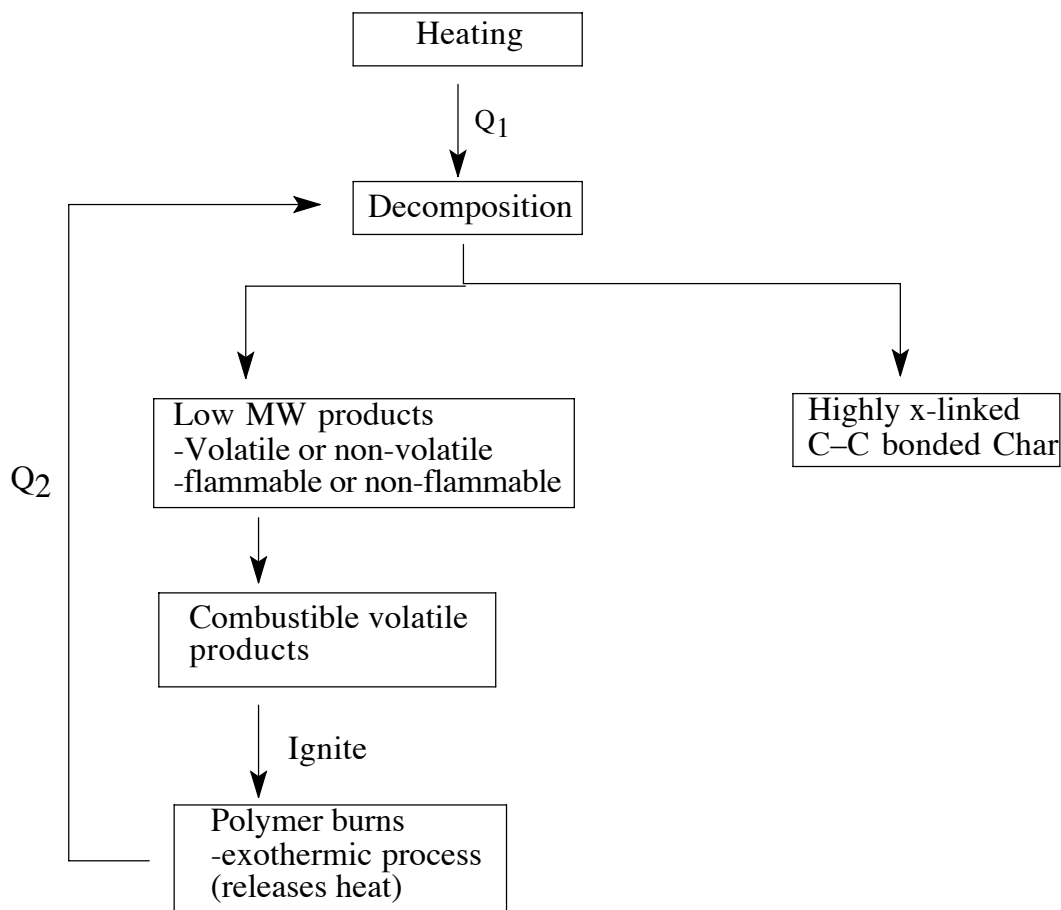 Heating
Q1
Decomposition
Low MW products
-Volatile or non-volatile
-flammable or non-flammable
Highly x-linked
C–C bonded Char
Q2
Combustible volatile
products
Ignite
Polymer burns
-exothermic process
(releases heat)